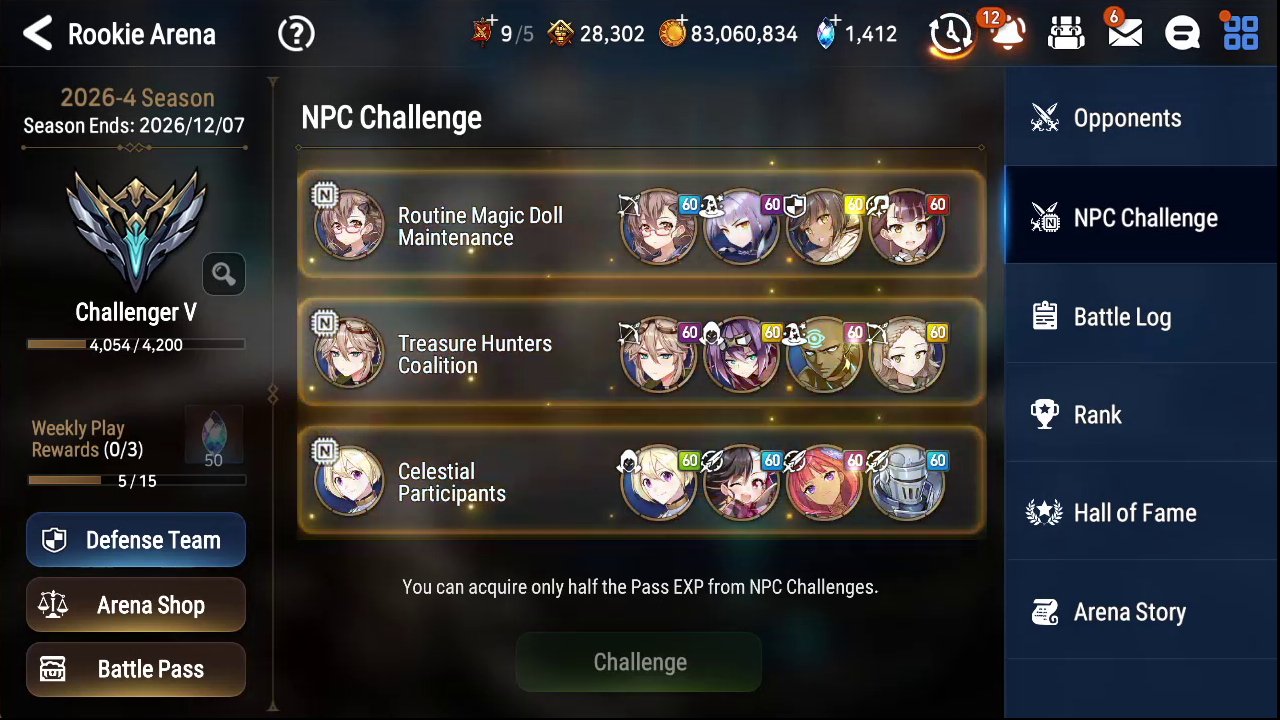 Rookie Arena
?
9/5
28,302
83,060,834
1,412
12
6
2026-4 Season
Season Ends: 2026/12/07
Challenger V
4,054 / 4,200
Weekly Play
Rewards (0/3)
50
5 / 15
Defense Team
Arena Shop
Battle Pass
NPC Challenge
N
Routine Magic Doll
Maintenance
60
60
60
60
N
Treasure Hunters
Coalition
60
60
60
60
N
Celestial
Participants
60
60
60
60
You can acquire only half the Pass EXP from NPC Challenges.
Challenge
Opponents
N
NPC Challenge
Battle Log
Rank
Hall of Fame
Arena Story